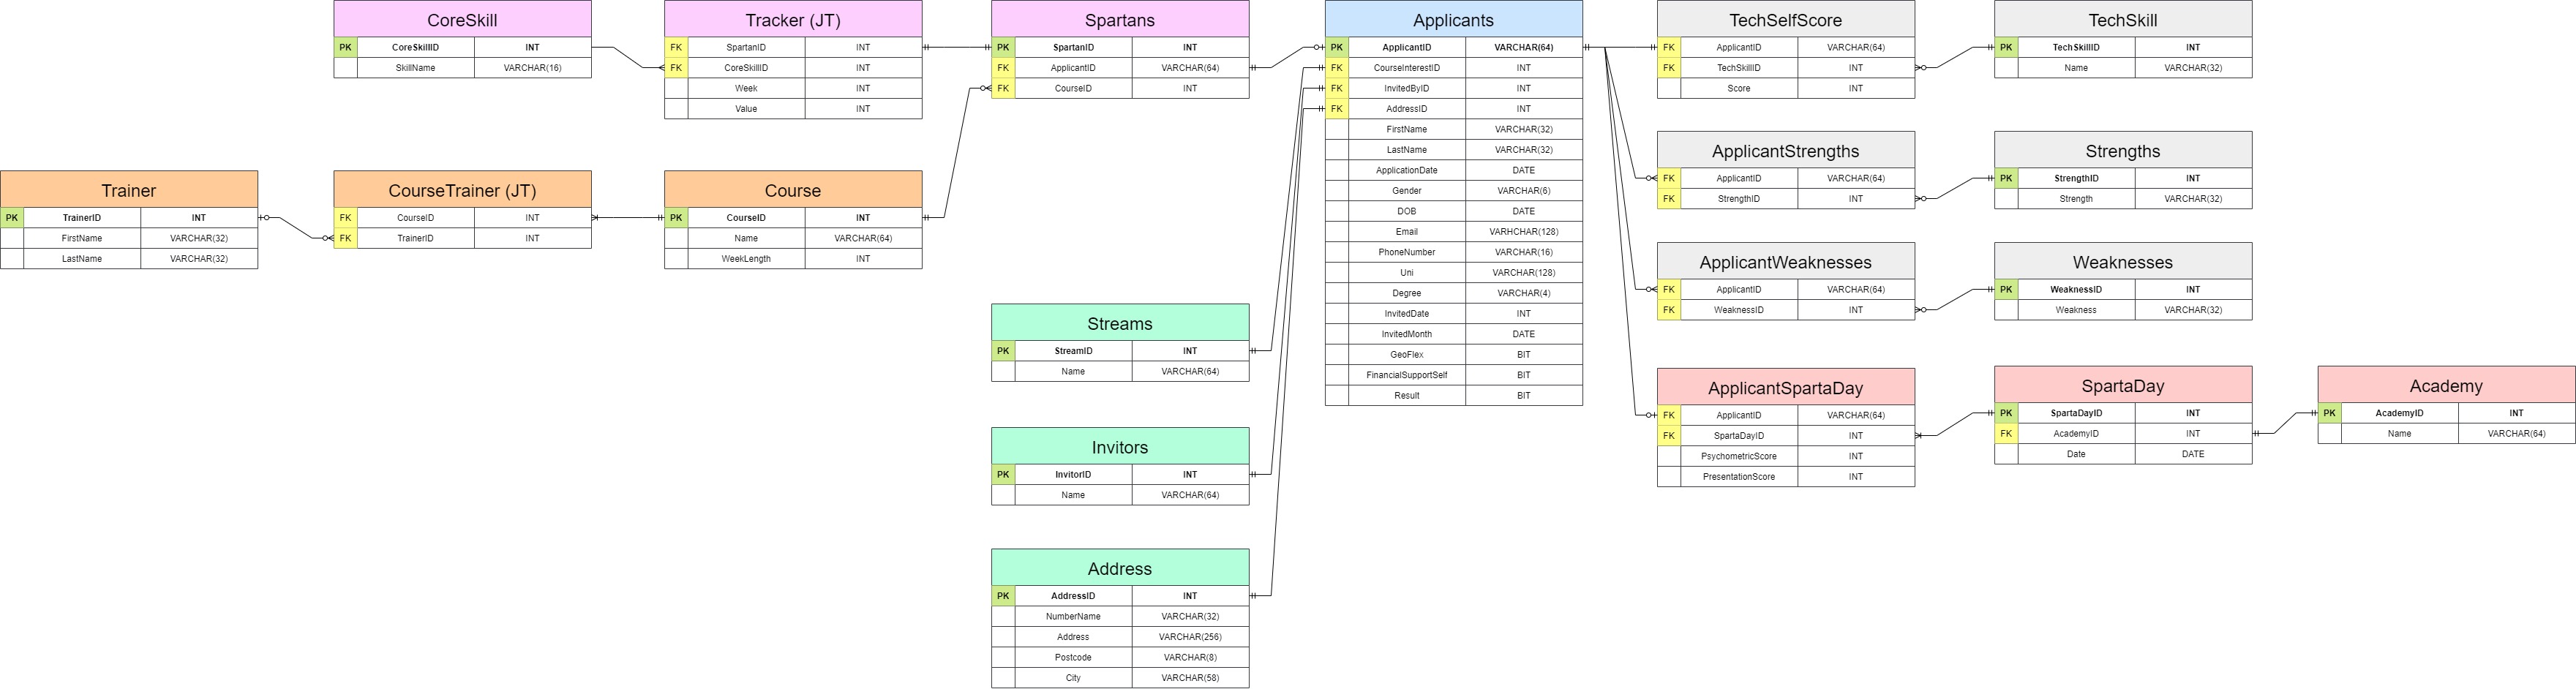 CoreSkill
PK CoreSkillID INT
SkillName VARCHAR(16)
Tracker (JT)
FK SpartanID INT
FK CoreSkillID INT
Week INT
Value INT
Spartans
PK SpartanID INT
FK ApplicantID VARCHAR(64)
FK CourseID INT
Applicants
PK ApplicantID VARCHAR(64)
FK CourseInterestID INT
FK InvitedByID INT
FK AddressID INT
FirstName VARCHAR(32)
LastName VARCHAR(32)
ApplicationDate DATE
Gender VARCHAR(6)
DOB DATE
Email VARHCHAR(128)
PhoneNumber VARCHAR(16)
Uni VARCHAR(128)
Degree VARCHAR(4)
InvitedDate INT
InvitedMonth DATE
GeoFlex BIT
FinancialSupportSelf BIT
Result BIT
TechSelfScore
FK ApplicantID VARCHAR(64)
FK TechSkillID INT
Score INT
TechSkill
PK TechSkillID INT
Name VARCHAR(32)
ApplicantStrengths
FK ApplicantID VARCHAR(64)
FK StrengthID INT
Strengths
PK StrengthID INT
Strength VARCHAR(32)
Trainer
PK TrainerID INT
FirstName VARCHAR(32)
LastName VARCHAR(32)
CourseTrainer (JT)
FK CourseID INT
FK TrainerID INT
Course
PK CourseID INT
Name VARCHAR(64)
WeekLength INT
ApplicantWeaknesses
FK ApplicantID VARCHAR(64)
FK WeaknessID INT
Weaknesses
PK WeaknessID INT
Weakness VARCHAR(32)
Streams
PK StreamID INT
Name VARCHAR(64)
ApplicantSpartaDay
FK ApplicantID VARCHAR(64)
FK SpartaDayID INT
PsychometricScore INT
PresentationScore INT
SpartaDay
PK SpartaDayID INT
FK AcademyID INT
Date DATE
Academy
PK AcademyID INT
Name VARCHAR(64)
Invitors
PK InvitorID INT
Name VARCHAR(64)
Address
PK AddressID INT
NumberName VARCHAR(32)
Address VARCHAR(256)
Postcode VARCHAR(8)
City VARCHAR(58)